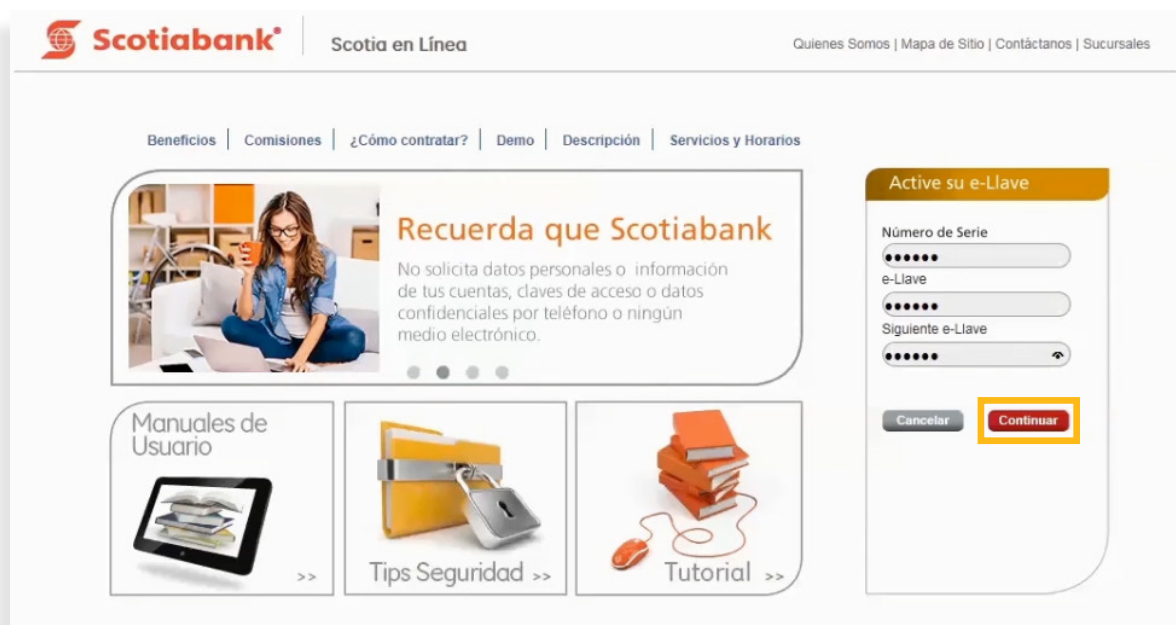 Scotiabank®
Scotia en Línea
Quienes Somos | Mapa de Sitio | Contáctanos | Sucursales
Beneficios | Comisiones | ¿Cómo contratar? | Demo | Descripción | Servicios y Horarios
Recuerda que Scotiabank
No solicita datos personales o información
de tus cuentas, claves de acceso o datos
confidenciales por teléfono o ningún
medio electrónico.
Active su e-Llave
Número de Serie
••••••
e-Llave
••••••
Siguiente e-Llave
••••••
Cancelar
Continuar
Manuales de
Usuario
>>
Tips Seguridad >>
Tutorial >>